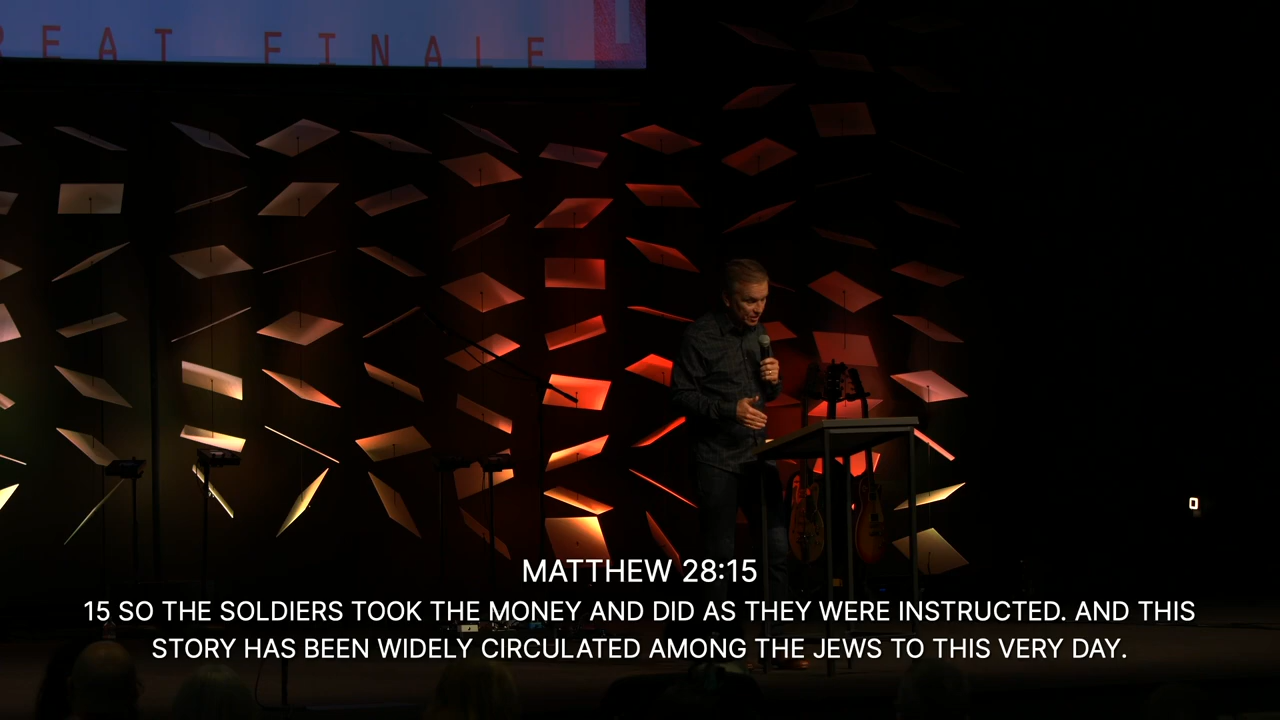 REAT FINALE
MATTHEW 28:15
15 SO THE SOLDIERS TOOK THE MONEY AND DID AS THEY WERE INSTRUCTED. AND THIS
STORY HAS BEEN WIDELY CIRCULATED AMONG THE JEWS TO THIS VERY DAY.